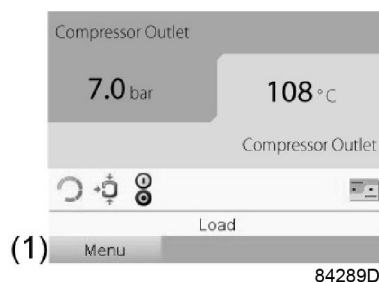 Compressor Outlet
7.0 bar
108 °C
Compressor Outlet
Load
(1)
Menu
84289D